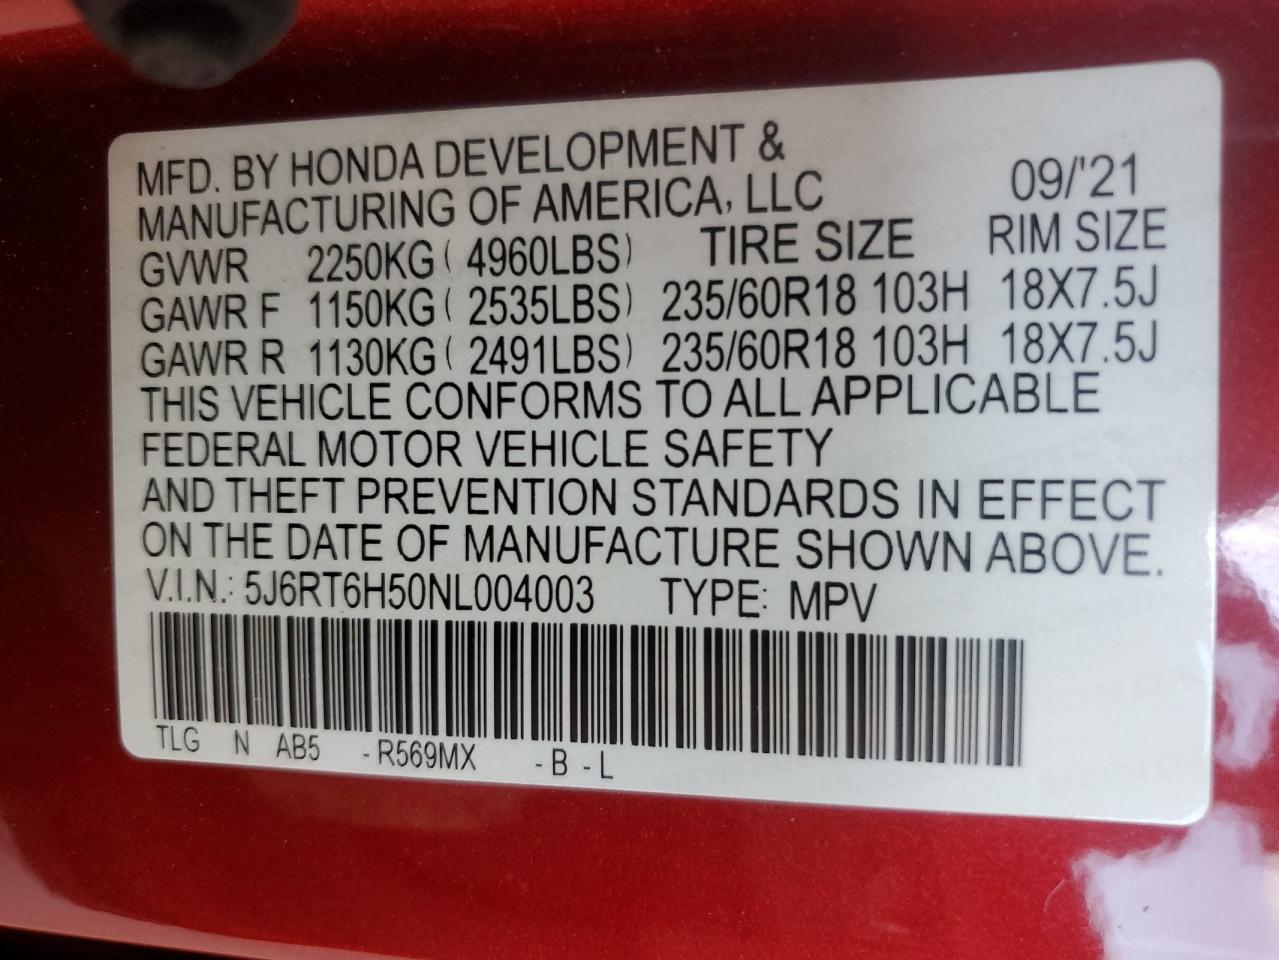 MFD. BY HONDA DEVELOPMENT &
MANUFACTURING OF AMERICA, LLC 09/'21
GVWR 2250KG ( 4960LBS) TIRE SIZE RIM SIZE
GAWR F 1150KG ( 2535LBS) 235/60R18 103H 18X7.5J
GAWR R 1130KG ( 2491LBS) 235/60R18 103H 18X7.5J
THIS VEHICLE CONFORMS TO ALL APPLICABLE
FEDERAL MOTOR VEHICLE SAFETY
AND THEFT PREVENTION STANDARDS IN EFFECT
ON THE DATE OF MANUFACTURE SHOWN ABOVE.
V.I.N.: 5J6RT6H50NL004003 TYPE: MPV
TLG N AB5 -R569MX -B -L